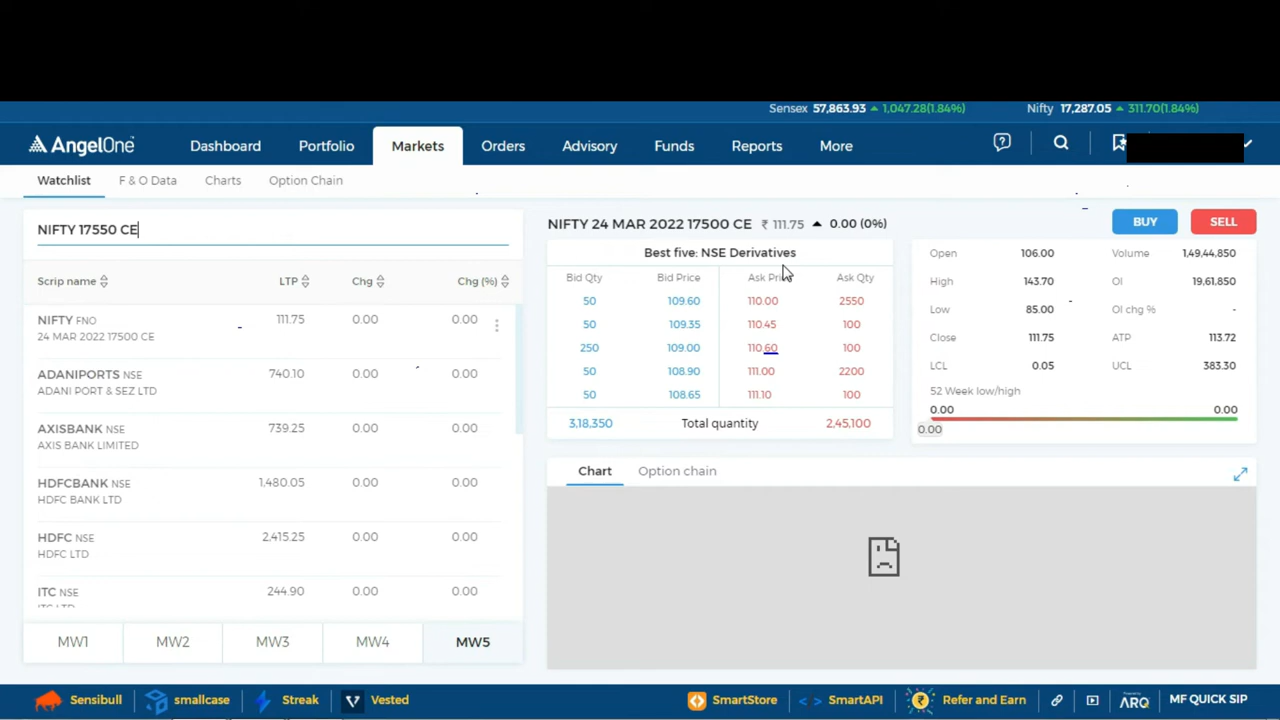 Sensex 57,863.93 1,047.28(1.84%) Nifty 17,287.05 311.70(1.84%)
AngelOne Dashboard Portfolio Markets Orders Advisory Funds Reports More
Watchlist F & O Data Charts Option Chain
NIFTY 17550 CE
Scrip name LTP Chg Chg (%)
NIFTY FNO 111.75 0.00 0.00
24 MAR 2022 17500 CE
ADANIPORTS NSE 740.10 0.00 0.00
ADANI PORT & SEZ LTD
AXISBANK NSE 739.25 0.00 0.00
AXIS BANK LIMITED
HDFCBANK NSE 1,480.05 0.00 0.00
HDFC BANK LTD
HDFC NSE 2,415.25 0.00 0.00
HDFC LTD
ITC NSE 244.90 0.00 0.00
ITC LTD
MW1 MW2 MW3 MW4 MW5
NIFTY 24 MAR 2022 17500 CE ₹ 111.75 0.00 (0%) BUY SELL
Best five: NSE Derivatives
Bid Qty Bid Price Ask Price Ask Qty
50 109.60 110.00 2550
50 109.35 110.45 100
250 109.00 110.60 100
50 108.90 111.00 2200
50 108.65 111.10 100
3,18,350 Total quantity 2,45,100
Open 106.00 Volume 1,49,44,850
High 143.70 OI 19,61,850
Low 85.00 OI chg % -
Close 111.75 ATP 113.72
LCL 0.05 UCL 383.30
52 Week low/high
0.00 0.00
0.00
Chart Option chain
Sensibull smallcase Streak Vested SmartStore SmartAPI Refer and Earn ARQ MF QUICK SIP